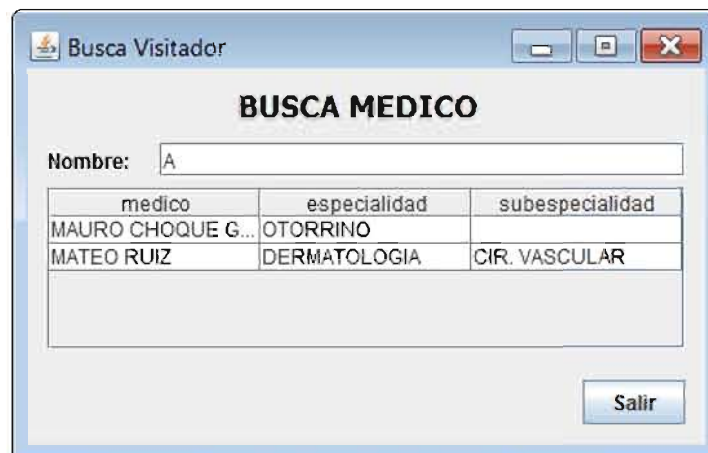 Busca Visitador
BUSCA MEDICO
Nombre: A
medico especialidad subespecialidad
MAURO CHOQUE G... OTORRINO
MATEO RUIZ DERMATOLOGIA CIR. VASCULAR
Salir